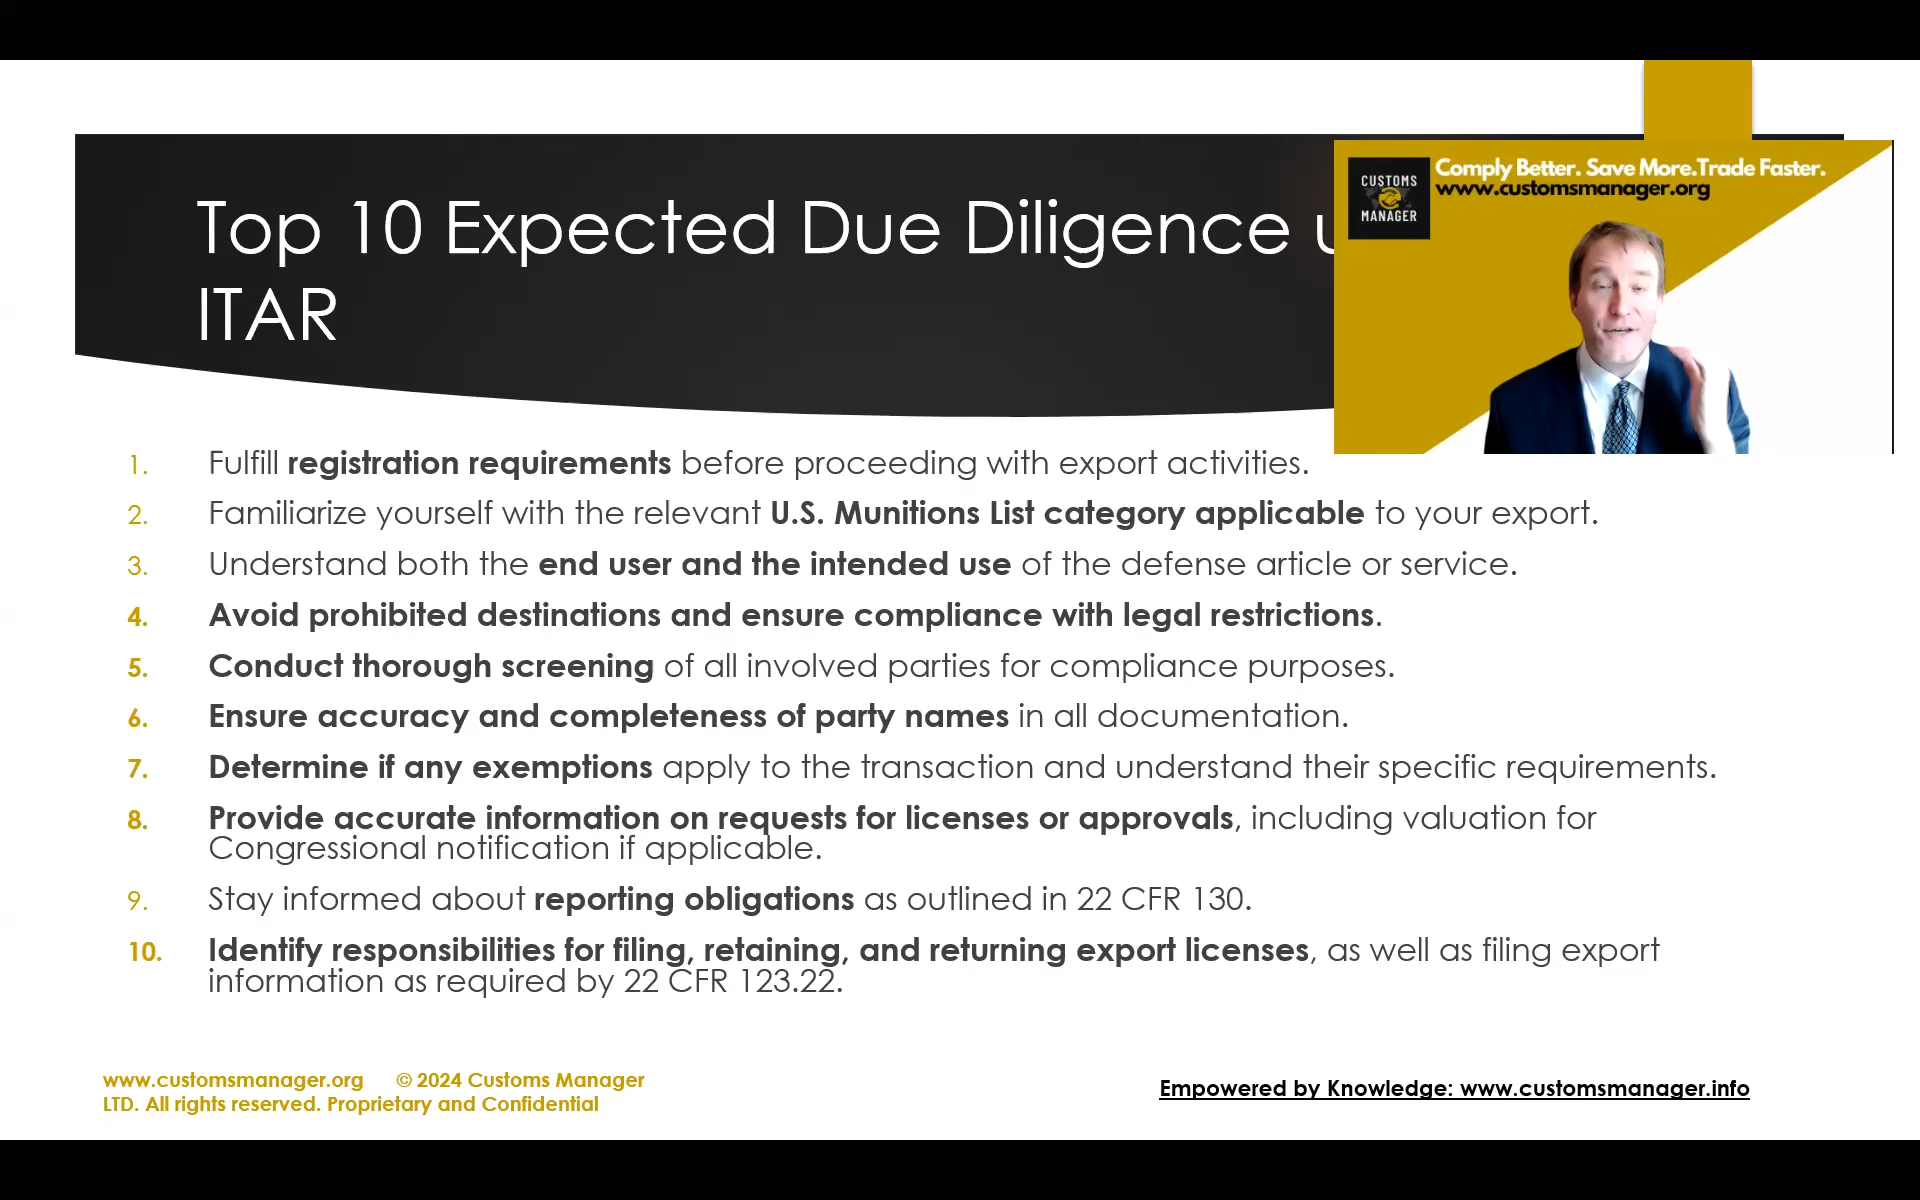 Top 10 Expected Due Diligence
ITAR
CUSTOMS
MANAGER
Comply Better. Save More.Trade Faster.
www.customsmanager.org
1. Fulfill registration requirements before proceeding with export activities.
2. Familiarize yourself with the relevant U.S. Munitions List category applicable to your export.
3. Understand both the end user and the intended use of the defense article or service.
4. Avoid prohibited destinations and ensure compliance with legal restrictions.
5. Conduct thorough screening of all involved parties for compliance purposes.
6. Ensure accuracy and completeness of party names in all documentation.
7. Determine if any exemptions apply to the transaction and understand their specific requirements.
8. Provide accurate information on requests for licenses or approvals, including valuation for
Congressional notification if applicable.
9. Stay informed about reporting obligations as outlined in 22 CFR 130.
10. Identify responsibilities for filing, retaining, and returning export licenses, as well as filing export
information as required by 22 CFR 123.22.
www.customsmanager.org © 2024 Customs Manager
LTD. All rights reserved. Proprietary and Confidential
Empowered by Knowledge: www.customsmanager.info